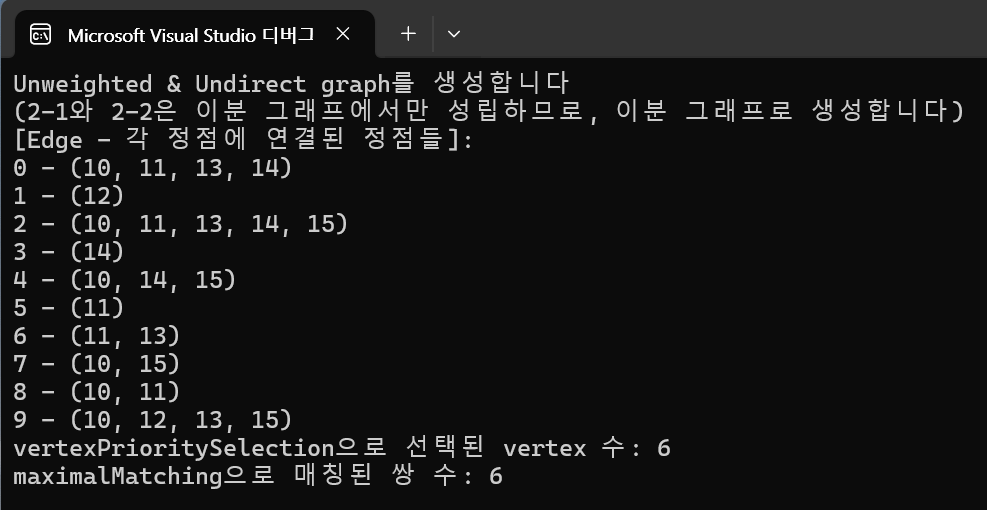 Microsoft Visual Studio 디버그
Unweighted & Undirect graph를 생성합니다
(2-1와 2-2은 이분 그래프에서만 성립하므로, 이분 그래프로 생성합니다)
[Edge - 각 정점에 연결된 정점들]:
0 - (10, 11, 13, 14)
1 - (12)
2 - (10, 11, 13, 14, 15)
3 - (14)
4 - (10, 14, 15)
5 - (11)
6 - (11, 13)
7 - (10, 15)
8 - (10, 11)
9 - (10, 12, 13, 15)
vertexPrioritySelection으로 선택된 vertex 수: 6
maximalMatching으로 매칭된 쌍 수: 6